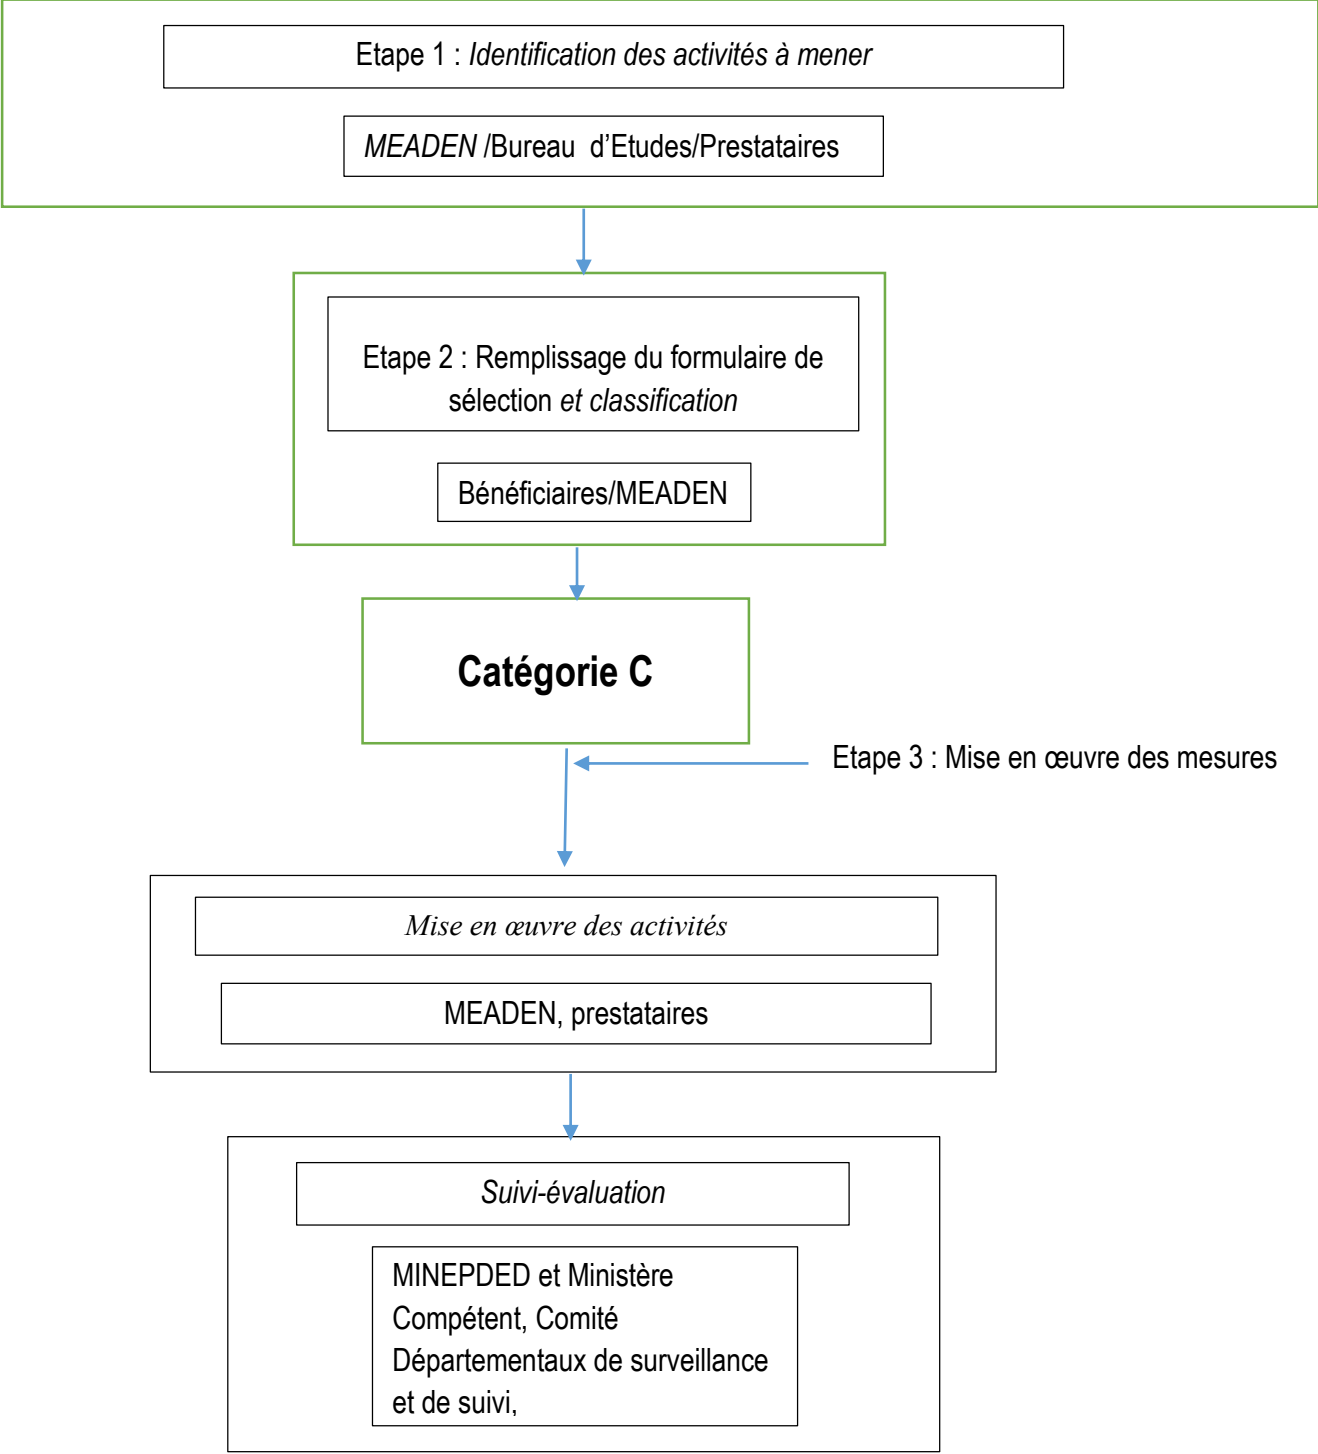 Etape 1 : Identification des activités à mener
MEADEN /Bureau d’Etudes/Prestataires
Etape 2 : Remplissage du formulaire de
sélection et classification
Bénéficiaires/MEADEN
Catégorie C
Etape 3 : Mise en œuvre des mesures
Mise en œuvre des activités
MEADEN, prestataires
Suivi-évaluation
MINEPDED et Ministère
Compétent, Comité
Départementaux de surveillance
et de suivi,